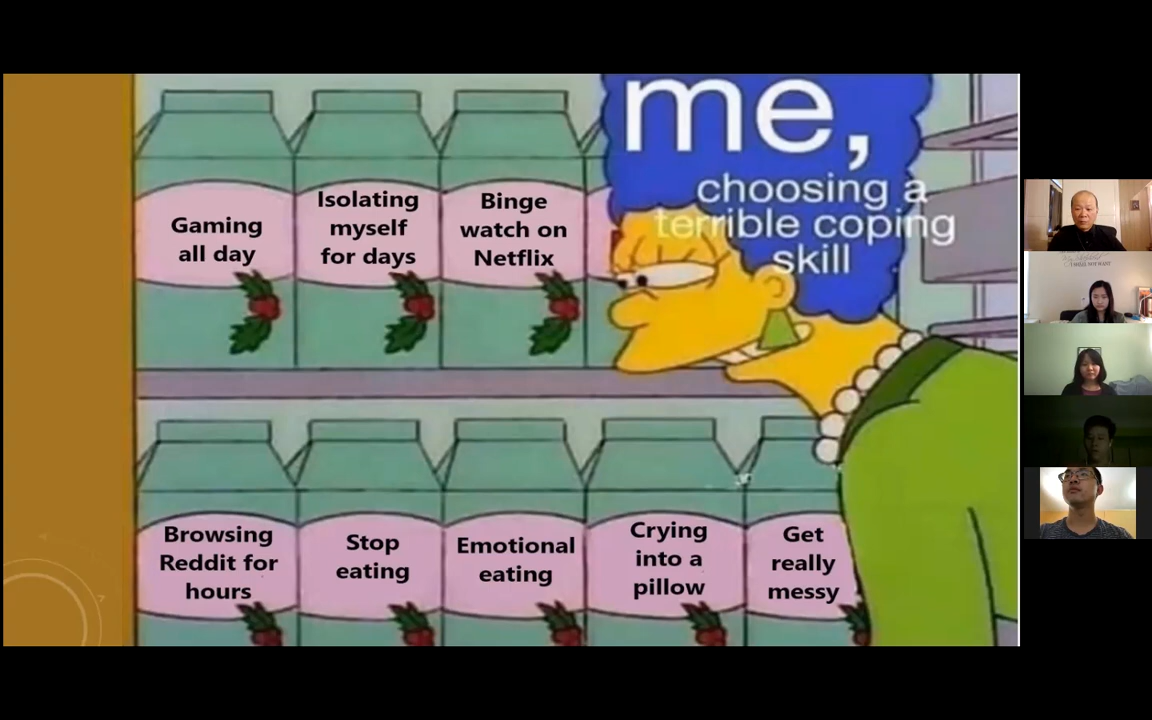 me,
choosing a
terrible coping
skill
Gaming
all day
Isolating
myself
for days
Binge
watch on
Netflix
Browsing
Reddit for
hours
Stop
eating
Emotional
eating
Crying
into a
pillow
Get
really
messy